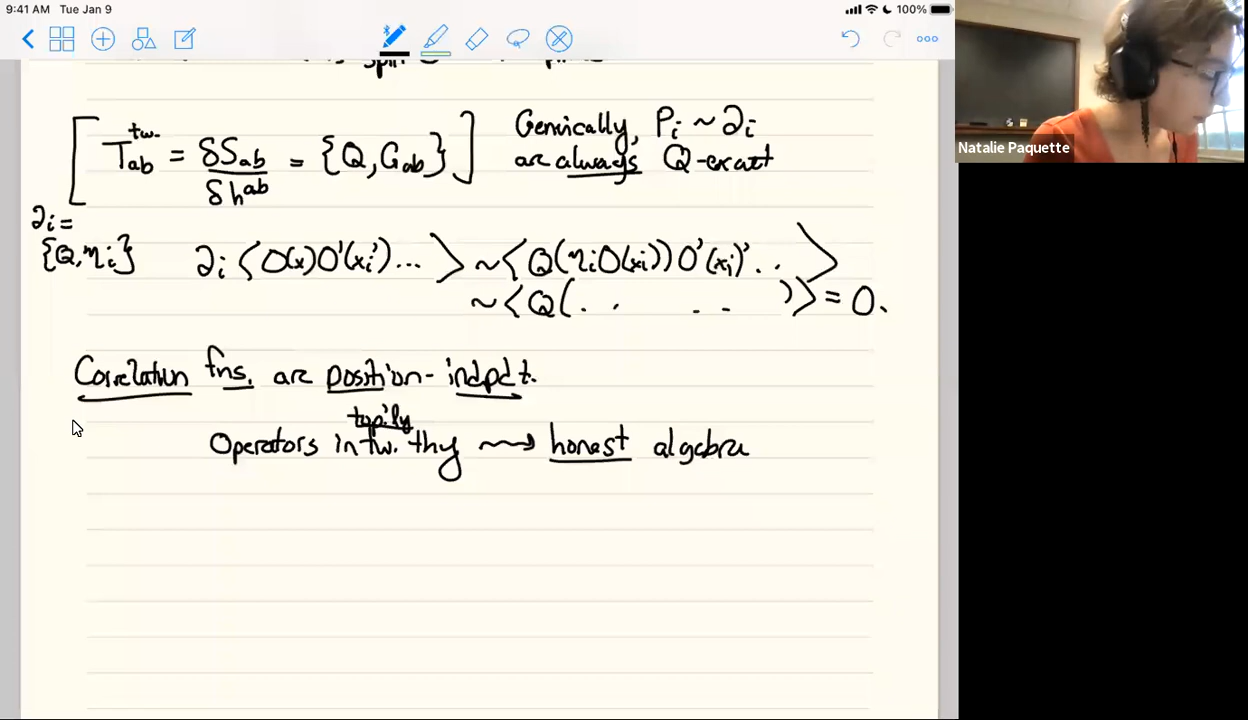 9:41 AM Tue Jan 9
100%
Natalie Paquette
[ T_ab^tw. = δS_ab / δh^ab = {Q, G_ab} ] Generically, P_i ~ ∂_i
are always Q-exact
∂_i =
{Q, η_i} ∂_i ⟨ O(x) O'(x_i') ... ⟩ ~ ⟨ Q(η_i O(x_i)) O'(x_i)' . . ⟩
~ ⟨ Q( . . . . ) ⟩ = 0.
Correlation fns. are position-indpdt.
top'lly
Operators in tw. thy ⇝ honest algebra